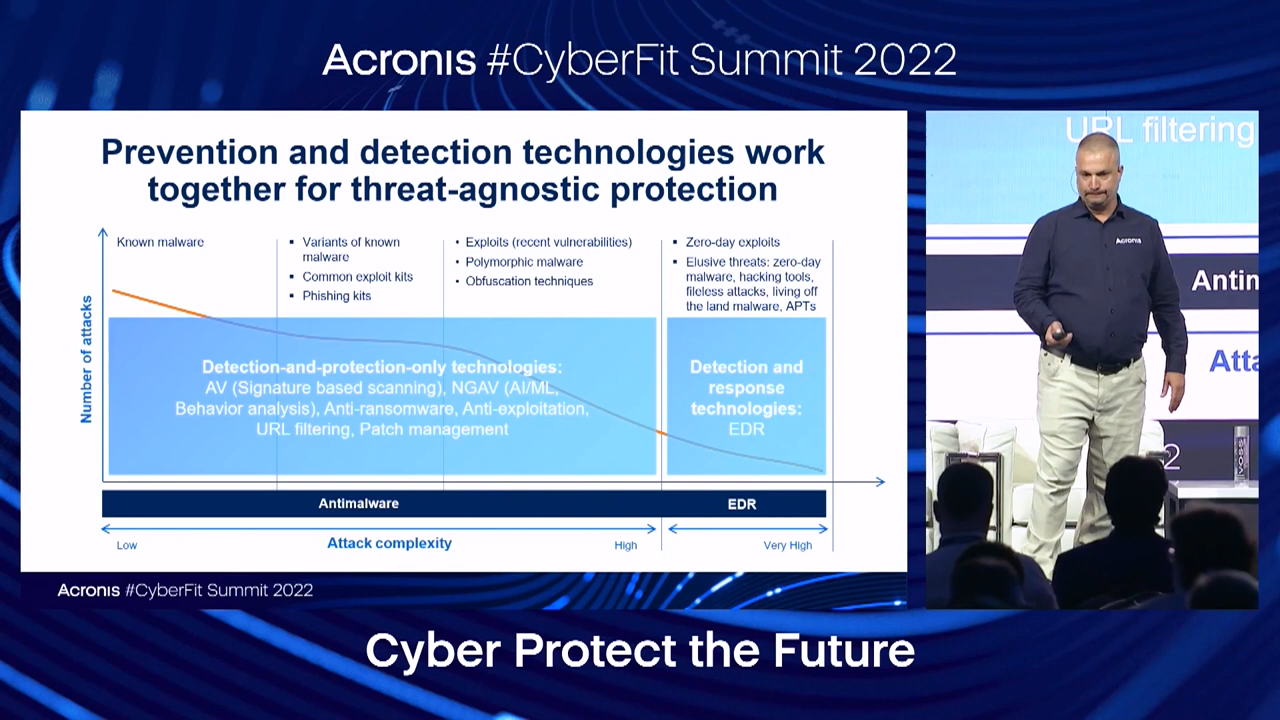 Acronis #CyberFit Summit 2022
Prevention and detection technologies work
together for threat-agnostic protection
Number of attacks
Known malware
▪ Variants of known
malware
▪ Common exploit kits
▪ Phishing kits
• Exploits (recent vulnerabilities)
• Polymorphic malware
• Obfuscation techniques
▪ Zero-day exploits
▪ Elusive threats: zero-day
malware, hacking tools,
fileless attacks, living off
the land malware, APTs
Detection-and-protection-only technologies:
AV (Signature based scanning), NGAV (AI/ML,
Behavior analysis), Anti-ransomware, Anti-exploitation,
URL filtering, Patch management
Detection and
response
technologies:
EDR
Antimalware
EDR
Low
Attack complexity
High
Very High
Acronis #CyberFit Summit 2022
URL filtering
Acronis
Antim
Atta
2
VOSS
Cyber Protect the Future